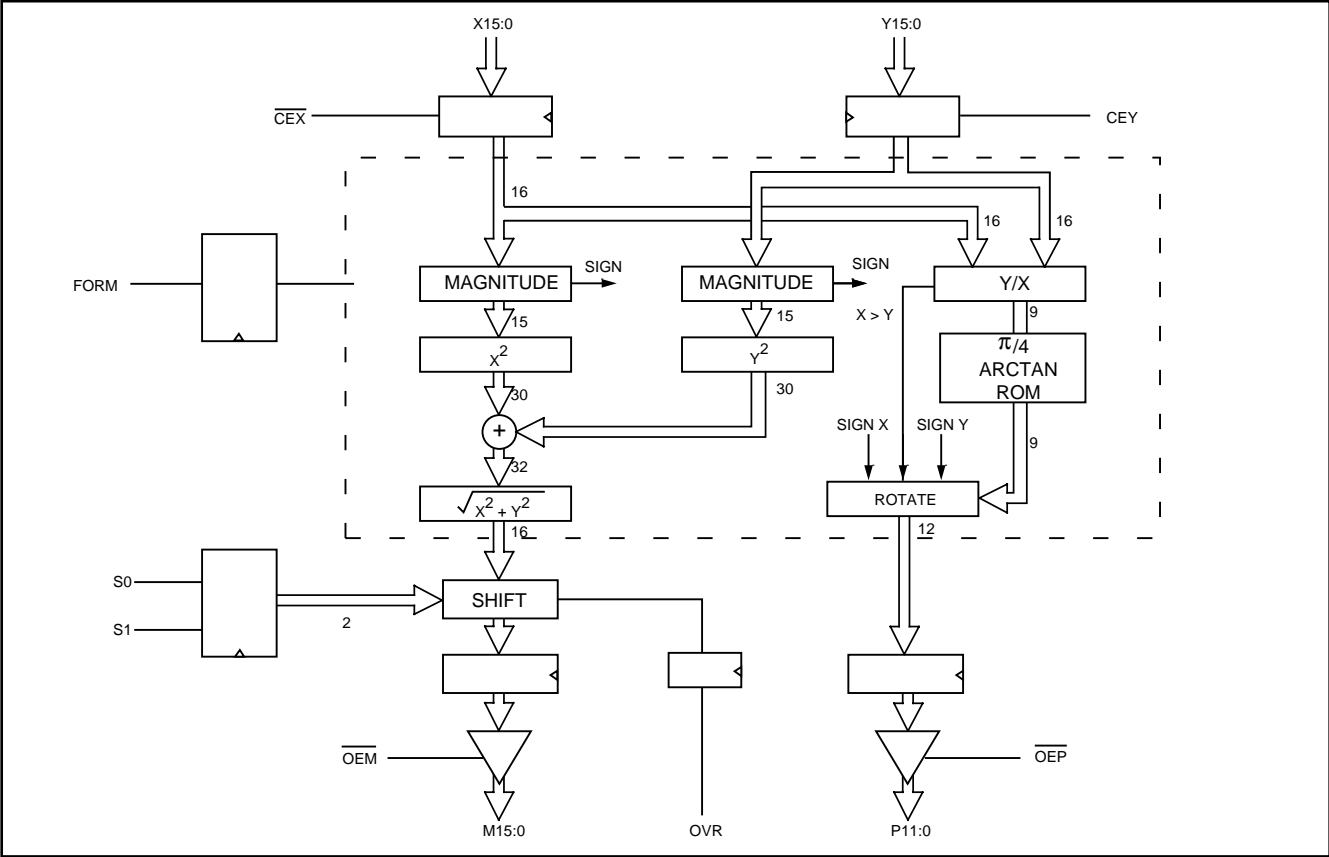 X15:0
Y15:0
CEX
CEY
16
16
16
FORM
MAGNITUDE
SIGN
MAGNITUDE
SIGN
Y/X
X > Y
15
15
9
X²
Y²
π/4
ARCTAN
ROM
30
30
+
SIGN X
SIGN Y
9
32
√X² + Y²
ROTATE
16
12
S0
S1
2
SHIFT
OEM
OEP
M15:0
OVR
P11:0